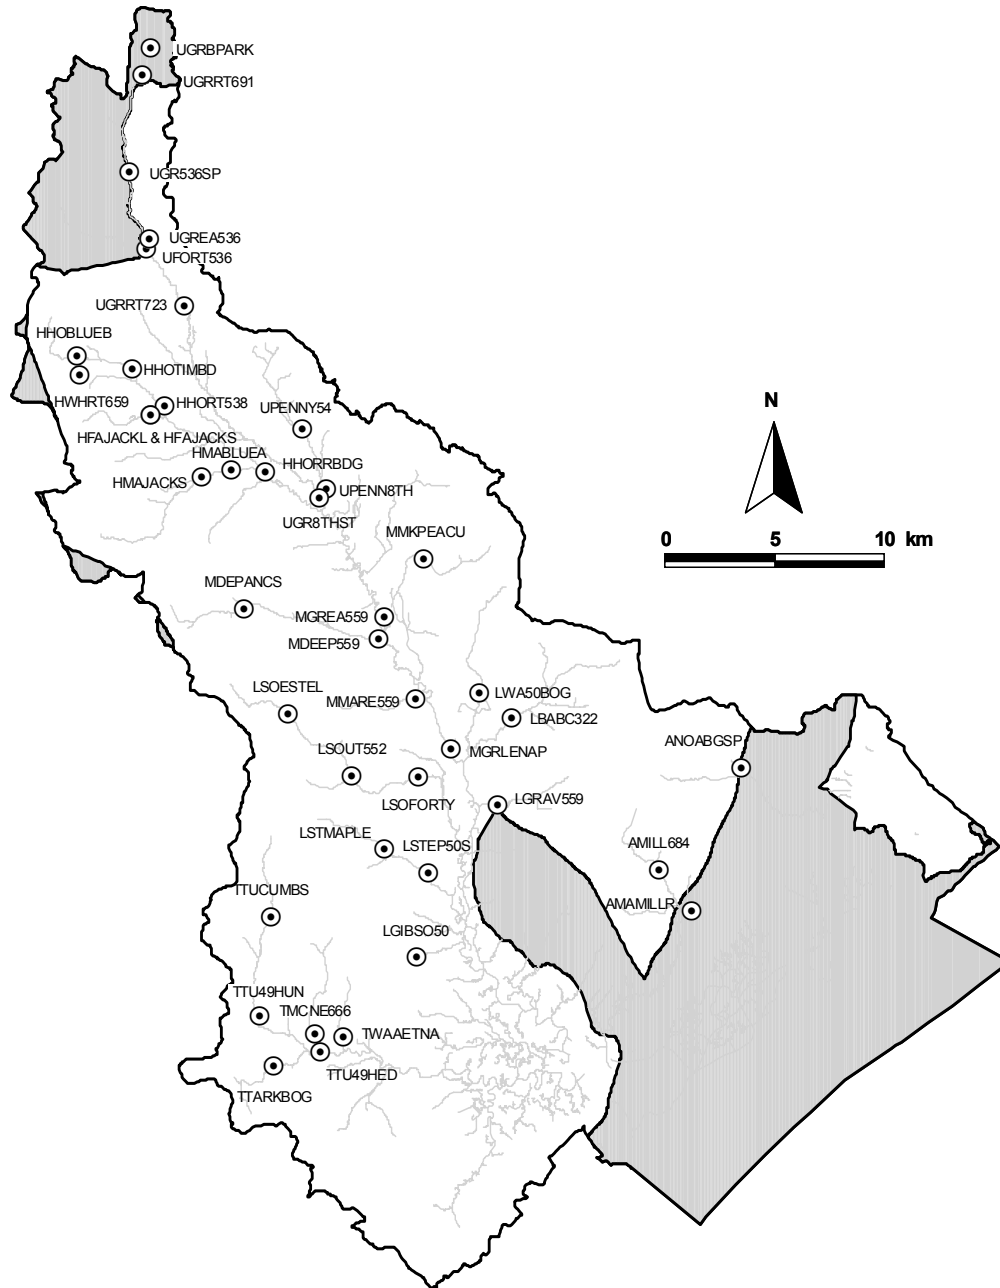 UGRBPARK
UGRRT691
UGR536SP
UGREA536
UFORT536
UGRRT723
HHOBLUEB
HHOTIMBD
HWHRT659
HHORT538
UPENNY54
HFAJACKL & HFAJACKS
HMABLUEA
HHORRBDG
HMAJACKS
UPENN8TH
UGR8THST
MMKPEACU
N
0 5 10 km
MDEPANCS
MGREA559
MDEEP559
LSOESTEL
MMARE559
LWA50BOG
LBABC322
LSOUT552
MGRLENAP
ANOABGSP
LSOFORTY
LGRAV559
LSTMAPLE
LSTEP50S
AMILL684
TTUCUMBS
AMAMILLR
LGIBSO50
TTU49HUN
TMCNE666
TWAAETNA
TTU49HED
TTARKBOG